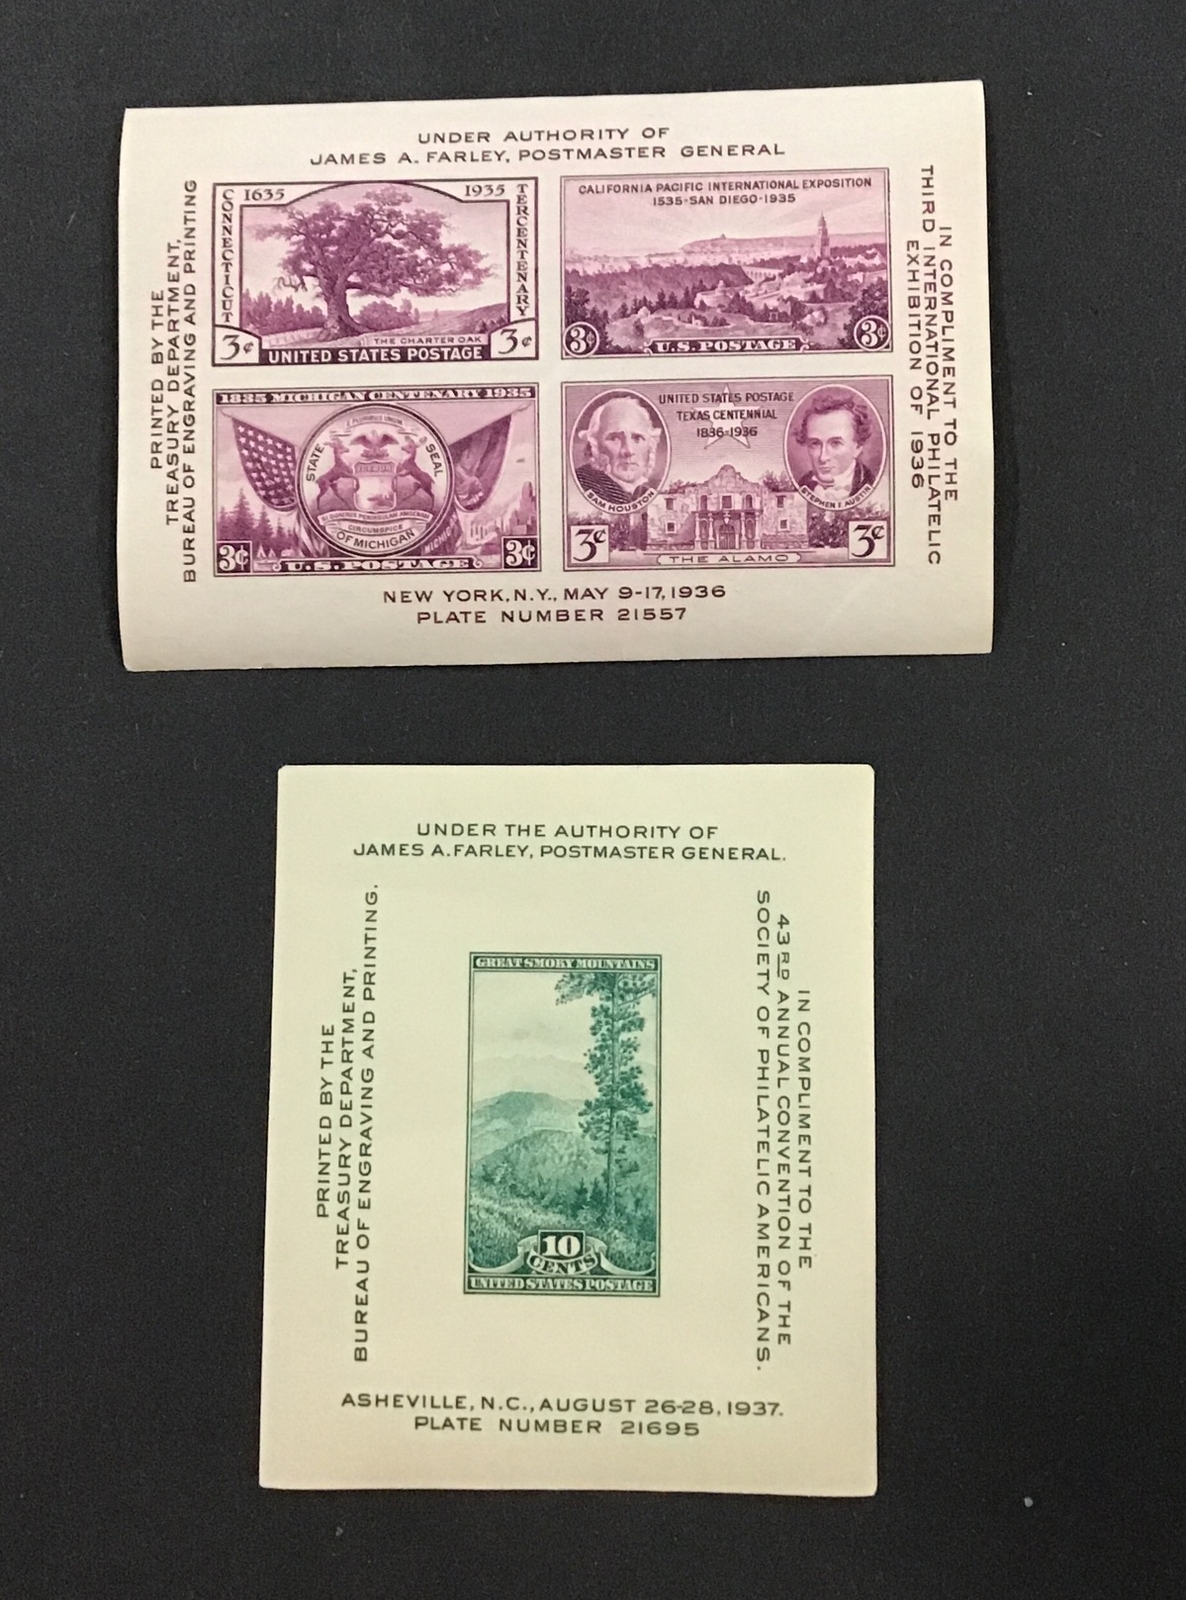 UNDER AUTHORITY OF
JAMES A. FARLEY, POSTMASTER GENERAL
PRINTED BY THE
TREASURY DEPARTMENT,
BUREAU OF ENGRAVING AND PRINTING
1635 1935
CONNECTICUT
TERCENTENARY
THE CHARTER OAK
3¢ 3¢
UNITED STATES POSTAGE
CALIFORNIA PACIFIC INTERNATIONAL EXPOSITION
1535-SAN DIEGO-1935
3¢ 3¢
U.S. POSTAGE
1835 MICHIGAN CENTENARY 1935
E PLURIBUS UNUM
STATE SEAL
CIRCUMSPICE
OF MICHIGAN
MICHIGAN
3¢ 3¢
U.S. POSTAGE
UNITED STATES POSTAGE
TEXAS CENTENNIAL
1836-1936
SAM HOUSTON
STEPHEN F. AUSTIN
3¢ 3¢
THE ALAMO
IN COMPLIMENT TO THE
THIRD INTERNATIONAL PHILATELIC
EXHIBITION OF 1936
NEW YORK, N.Y., MAY 9-17, 1936
PLATE NUMBER 21557
UNDER THE AUTHORITY OF
JAMES A. FARLEY, POSTMASTER GENERAL.
PRINTED BY THE
TREASURY DEPARTMENT,
BUREAU OF ENGRAVING AND PRINTING.
GREAT SMOKY MOUNTAINS
10
CENTS
UNITED STATES POSTAGE
IN COMPLIMENT TO THE
43RD ANNUAL CONVENTION OF THE
SOCIETY OF PHILATELIC AMERICANS.
ASHEVILLE, N.C., AUGUST 26-28, 1937.
PLATE NUMBER 21695